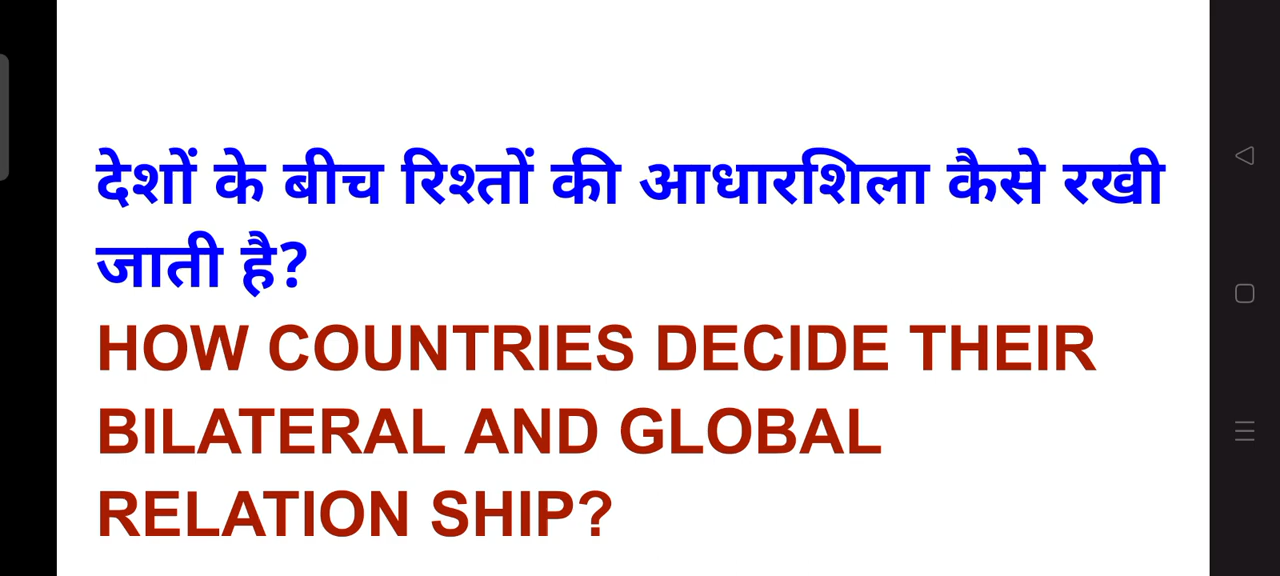 देशों के बीच रिश्तों की आधारशिला कैसे रखी
जाती है?
HOW COUNTRIES DECIDE THEIR
BILATERAL AND GLOBAL
RELATION SHIP?